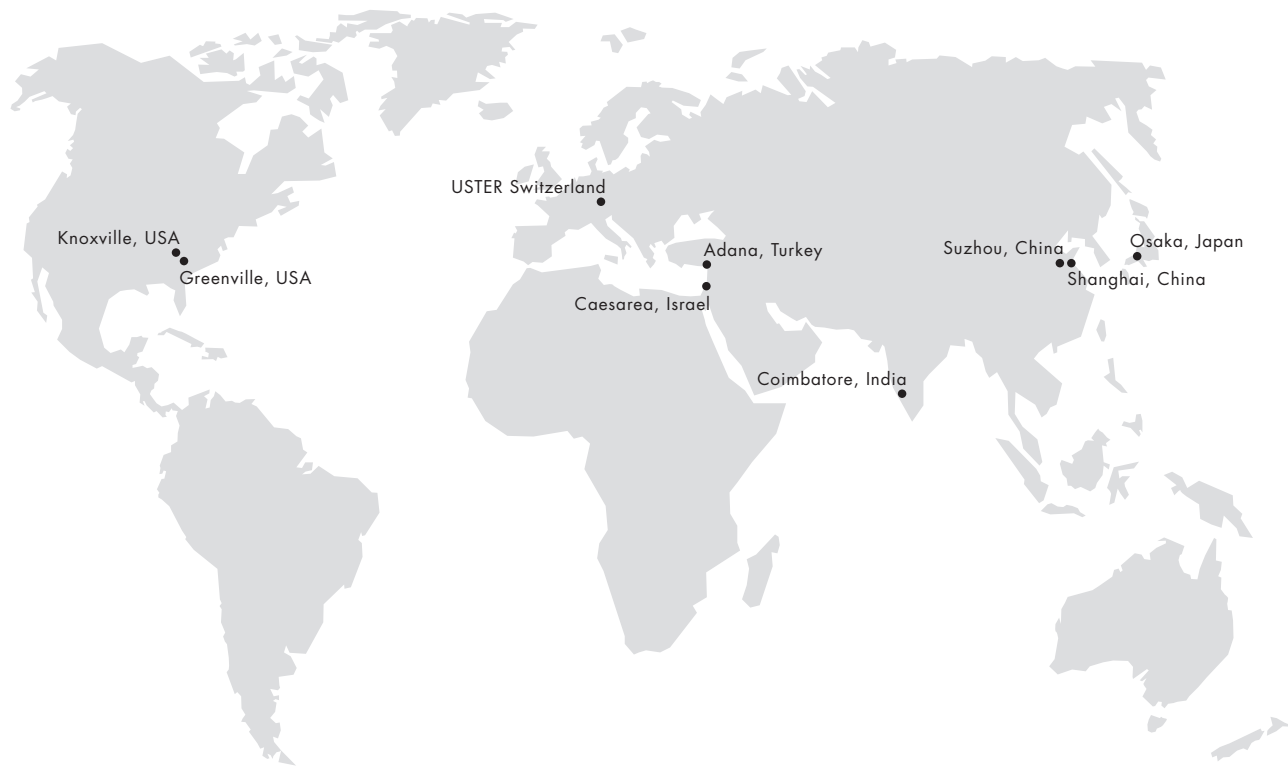 USTER Switzerland
Knoxville, USA
Greenville, USA
Adana, Turkey
Caesarea, Israel
Suzhou, China
Osaka, Japan
Shanghai, China
Coimbatore, India